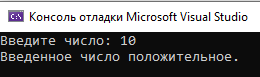 Консоль отладки Microsoft Visual Studio
Введите число: 10
Введенное число положительное.